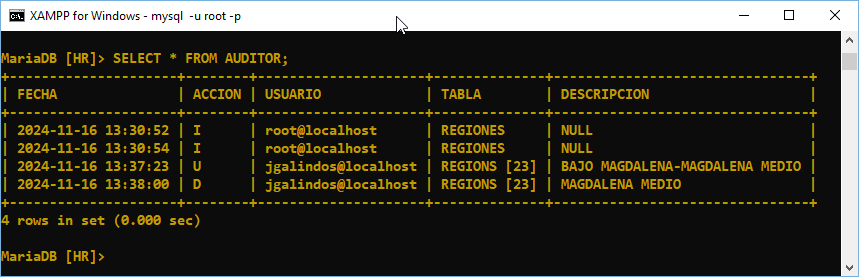 XAMPP for Windows - mysql  -u root -p
MariaDB [HR]> SELECT * FROM AUDITOR;
+---------------------+--------+---------------------+--------------+--------------------------------+
| FECHA               | ACCION | USUARIO             | TABLA        | DESCRIPCION                    |
+---------------------+--------+---------------------+--------------+--------------------------------+
| 2024-11-16 13:30:52 | I      | root@localhost      | REGIONES     | NULL                           |
| 2024-11-16 13:30:54 | I      | root@localhost      | REGIONES     | NULL                           |
| 2024-11-16 13:37:23 | U      | jgalindos@localhost | REGIONS [23] | BAJO MAGDALENA-MAGDALENA MEDIO |
| 2024-11-16 13:38:00 | D      | jgalindos@localhost | REGIONS [23] | MAGDALENA MEDIO                |
+---------------------+--------+---------------------+--------------+--------------------------------+
4 rows in set (0.000 sec)
MariaDB [HR]>